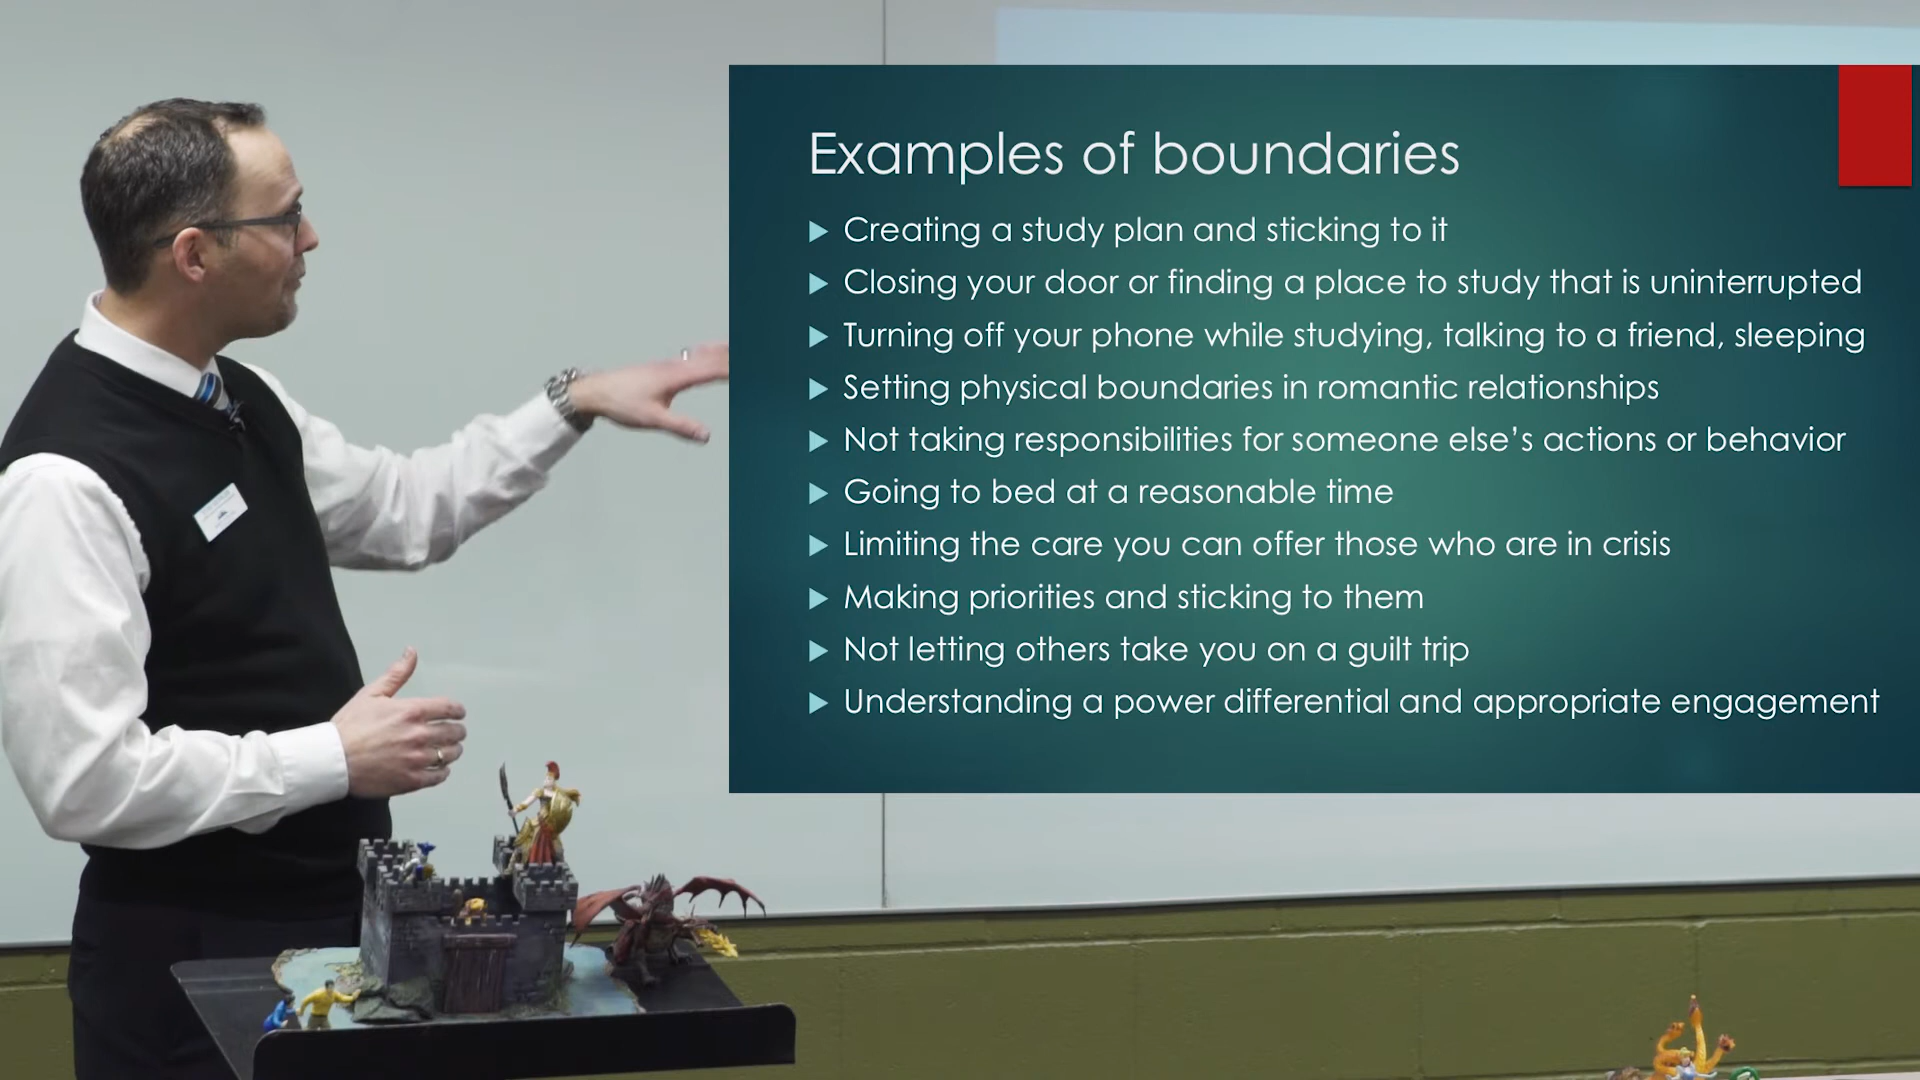 Examples of boundaries
Creating a study plan and sticking to it
Closing your door or finding a place to study that is uninterrupted
Turning off your phone while studying, talking to a friend, sleeping
Setting physical boundaries in romantic relationships
Not taking responsibilities for someone else's actions or behavior
Going to bed at a reasonable time
Limiting the care you can offer those who are in crisis
Making priorities and sticking to them
Not letting others take you on a guilt trip
Understanding a power differential and appropriate engagement